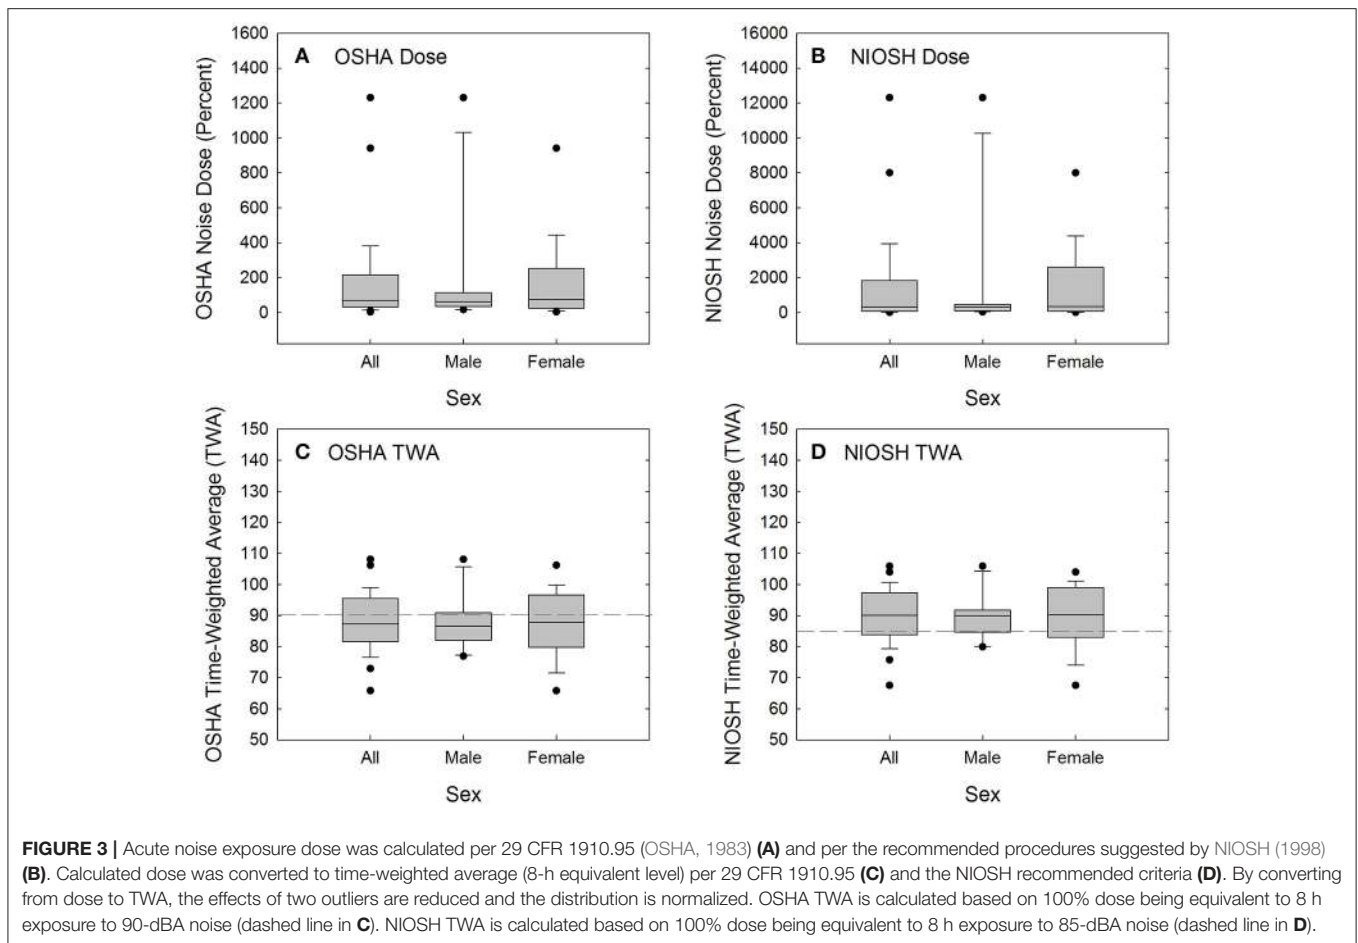 A OSHA Dose
OSHA Noise Dose (Percent)
1600
1400
1200
1000
800
600
400
200
0
All Male Female
Sex
B NIOSH Dose
NIOSH Noise Dose (Percent)
16000
14000
12000
10000
8000
6000
4000
2000
0
All Male Female
Sex
C OSHA TWA
OSHA Time-Weighted Average (TWA)
150
140
130
120
110
100
90
80
70
60
50
All Male Female
Sex
D NIOSH TWA
NIOSH Time-Weighted Average (TWA)
150
140
130
120
110
100
90
80
70
60
50
All Male Female
Sex
FIGURE 3 | Acute noise exposure dose was calculated per 29 CFR 1910.95 (OSHA, 1983) (A) and per the recommended procedures suggested by NIOSH (1998)
(B). Calculated dose was converted to time-weighted average (8-h equivalent level) per 29 CFR 1910.95 (C) and the NIOSH recommended criteria (D). By converting
from dose to TWA, the effects of two outliers are reduced and the distribution is normalized. OSHA TWA is calculated based on 100% dose being equivalent to 8 h
exposure to 90-dBA noise (dashed line in C). NIOSH TWA is calculated based on 100% dose being equivalent to 8 h exposure to 85-dBA noise (dashed line in D).